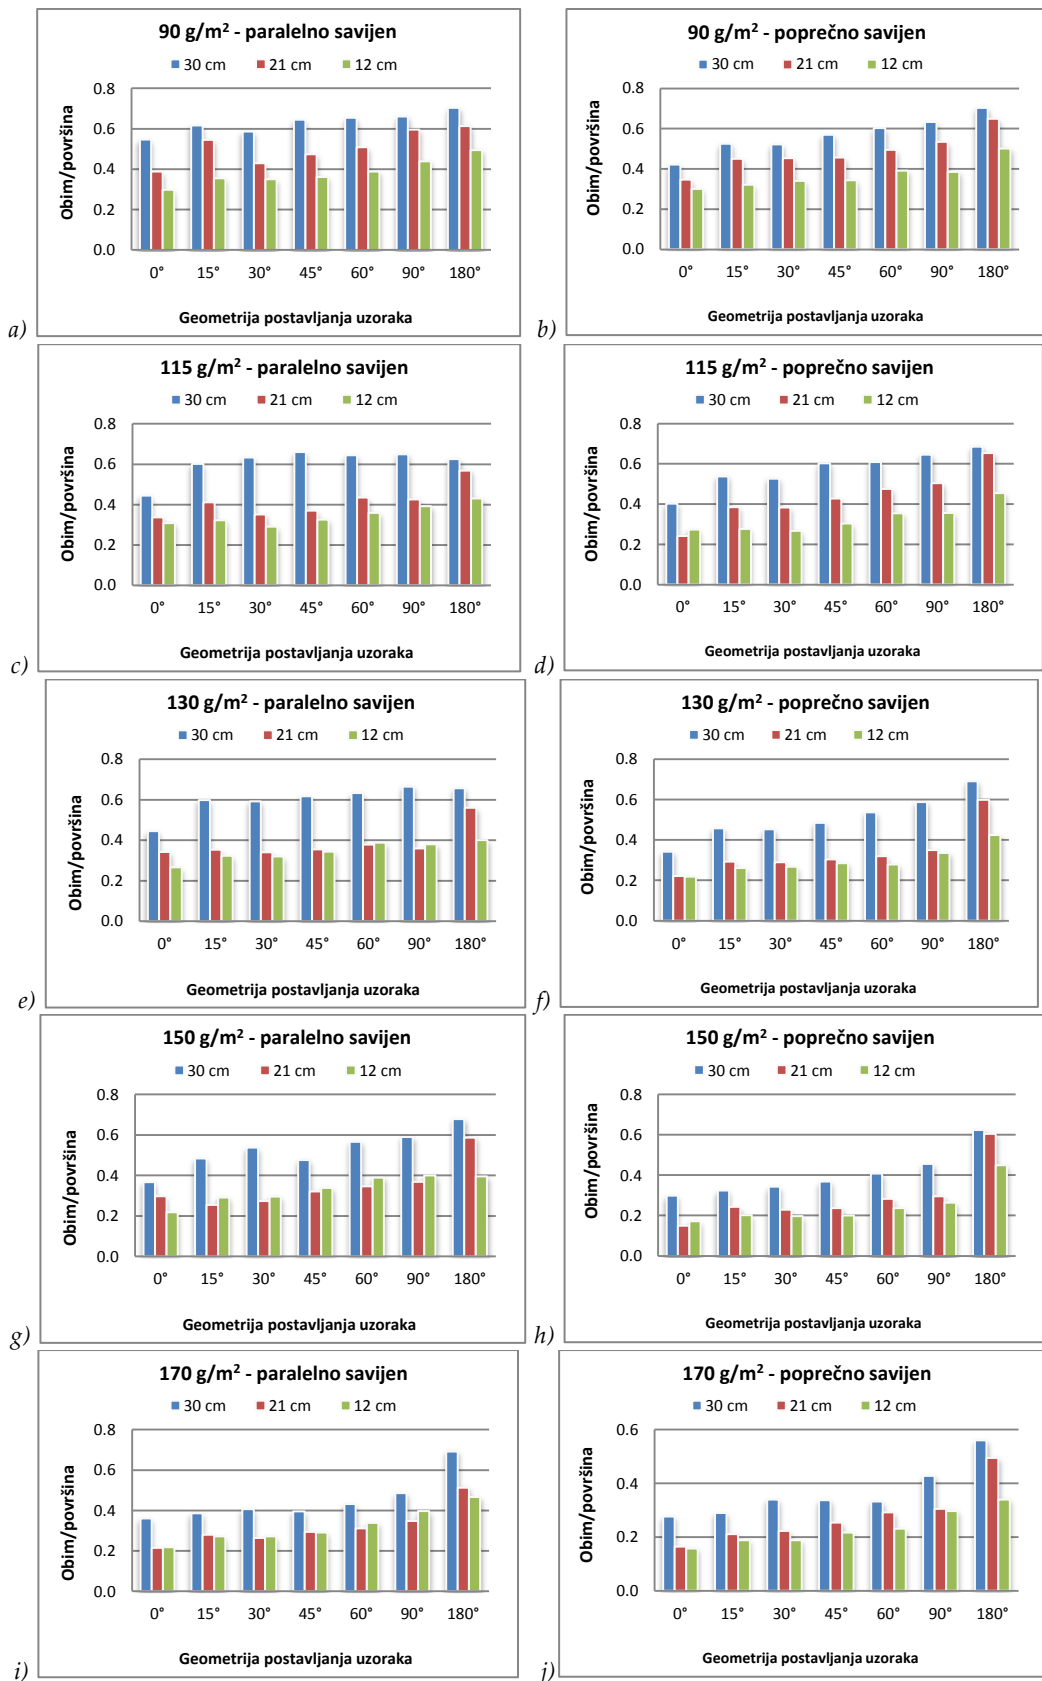 90 g/m² - paralelno savijen
30 cm 21 cm 12 cm
Obim/površina
0.8
0.6
0.4
0.2
0.0
0° 15° 30° 45° 60° 90° 180°
Geometrija postavljanja uzoraka
a)
90 g/m² - poprečno savijen
30 cm 21 cm 12 cm
Obim/površina
0.8
0.6
0.4
0.2
0.0
0° 15° 30° 45° 60° 90° 180°
Geometrija postavljanja uzoraka
b)
115 g/m² - paralelno savijen
30 cm 21 cm 12 cm
Obim/površina
0.8
0.6
0.4
0.2
0.0
0° 15° 30° 45° 60° 90° 180°
Geometrija postavljanja uzoraka
c)
115 g/m² - poprečno savijen
30 cm 21 cm 12 cm
Obim/površina
0.8
0.6
0.4
0.2
0.0
0° 15° 30° 45° 60° 90° 180°
Geometrija postavljanja uzoraka
d)
130 g/m² - paralelno savijen
30 cm 21 cm 12 cm
Obim/površina
0.8
0.6
0.4
0.2
0.0
0° 15° 30° 45° 60° 90° 180°
Geometrija postavljanja uzoraka
e)
130 g/m² - poprečno savijen
30 cm 21 cm 12 cm
Obim/površina
0.8
0.6
0.4
0.2
0.0
0° 15° 30° 45° 60° 90° 180°
Geometrija postavljanja uzoraka
f)
150 g/m² - paralelno savijen
30 cm 21 cm 12 cm
Obim/površina
0.8
0.6
0.4
0.2
0.0
0° 15° 30° 45° 60° 90° 180°
Geometrija postavljanja uzoraka
g)
150 g/m² - poprečno savijen
30 cm 21 cm 12 cm
Obim/površina
0.8
0.6
0.4
0.2
0.0
0° 15° 30° 45° 60° 90° 180°
Geometrija postavljanja uzoraka
h)
170 g/m² - paralelno savijen
30 cm 21 cm 12 cm
Obim/površina
0.8
0.6
0.4
0.2
0.0
0° 15° 30° 45° 60° 90° 180°
Geometrija postavljanja uzoraka
i)
170 g/m² - poprečno savijen
30 cm 21 cm 12 cm
Obim/površina
0.6
0.4
0.2
0.0
0° 15° 30° 45° 60° 90° 180°
Geometrija postavljanja uzoraka
j)